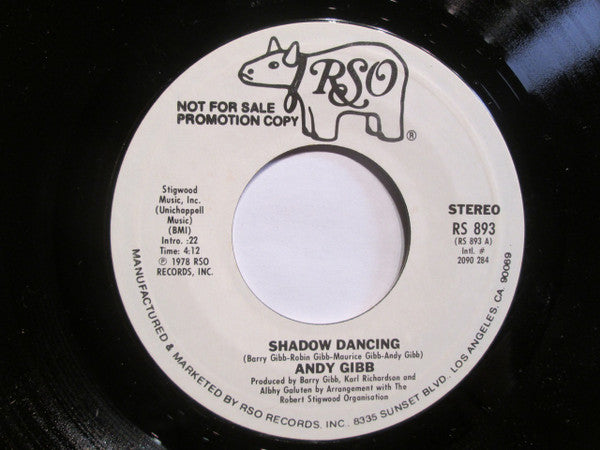 RSO
®
NOT FOR SALE
PROMOTION COPY
Stigwood
Music, Inc.
(Unichappell
Music)
(BMI)
Intro. :22
Time: 4:12
℗ 1978 RSO
RECORDS, INC.
STEREO
RS 893
(RS 893 A)
Intl. #
2090 284
SHADOW DANCING
(Barry Gibb-Robin Gibb-Maurice Gibb-Andy Gibb)
ANDY GIBB
Produced by Barry Gibb, Karl Richardson and
Albhy Galuten by Arrangement with The
Robert Stigwood Organisation
MANUFACTURED & MARKETED BY RSO RECORDS, INC. 8335 SUNSET BLVD., LOS ANGELES, CA. 90069